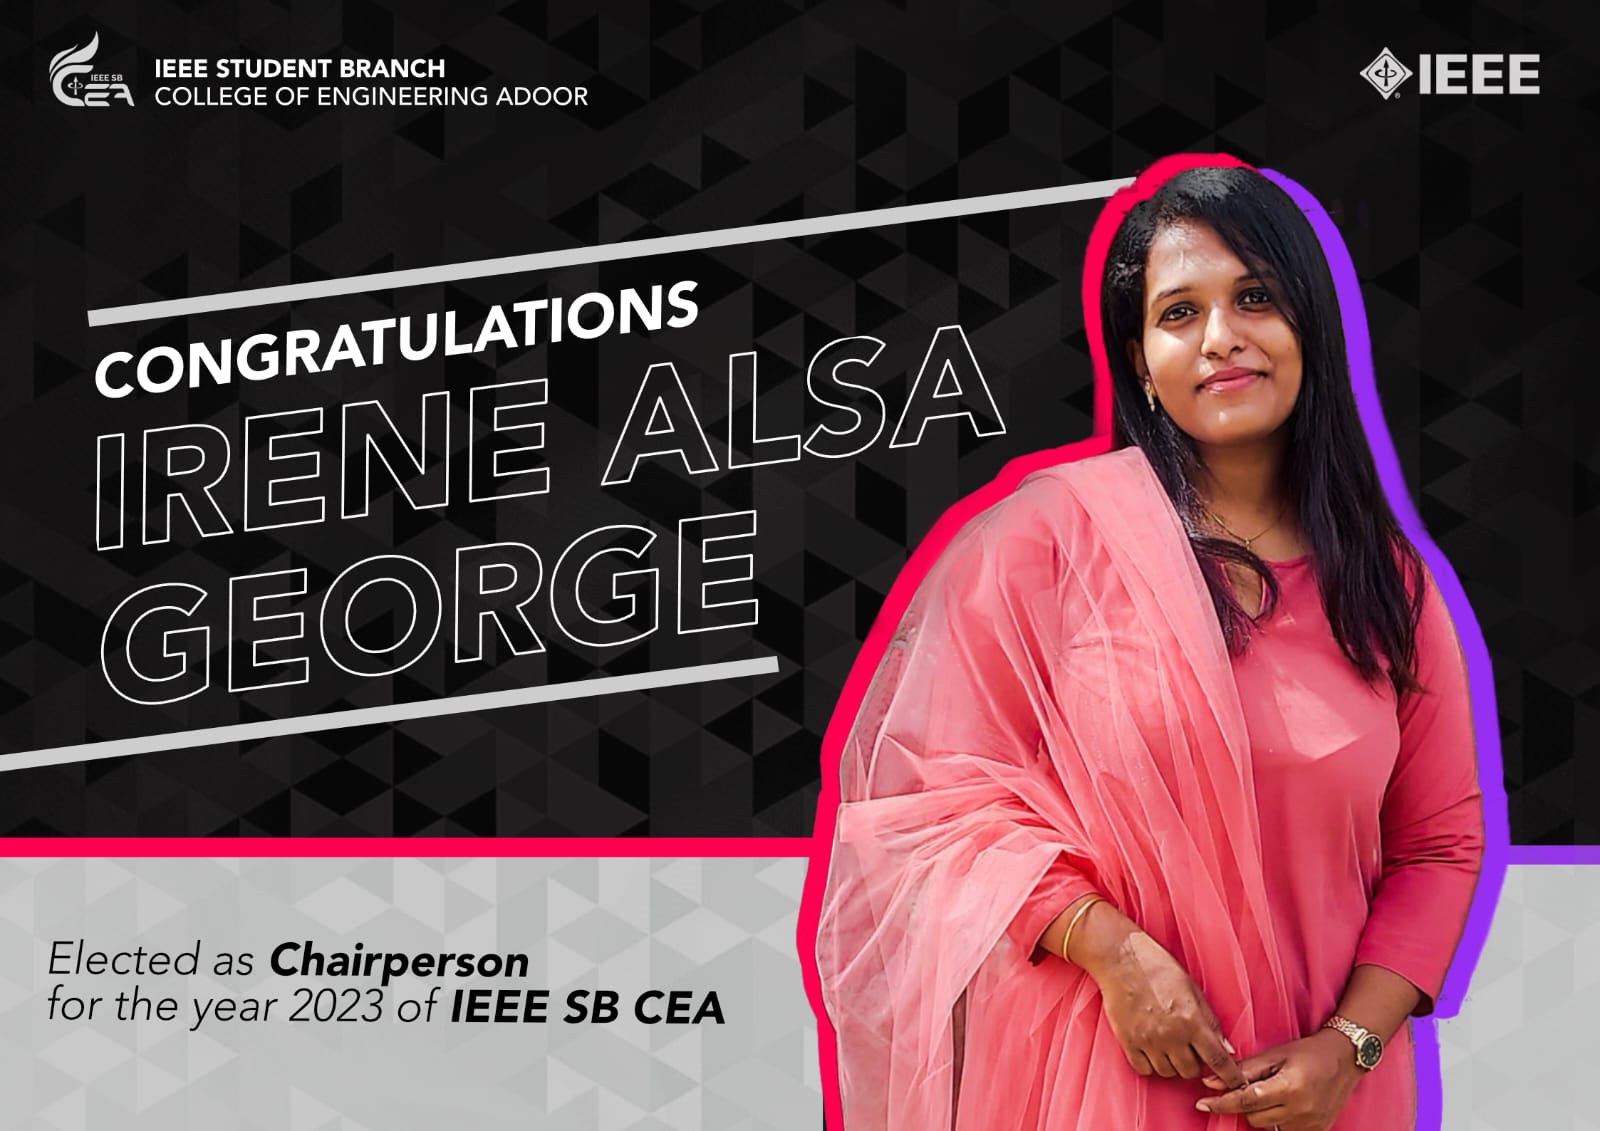 IEEE SB
CEA
IEEE STUDENT BRANCH
COLLEGE OF ENGINEERING ADOOR
IEEE
CONGRATULATIONS
IRENE ALSA
GEORGE
Elected as Chairperson
for the year 2023 of IEEE SB CEA